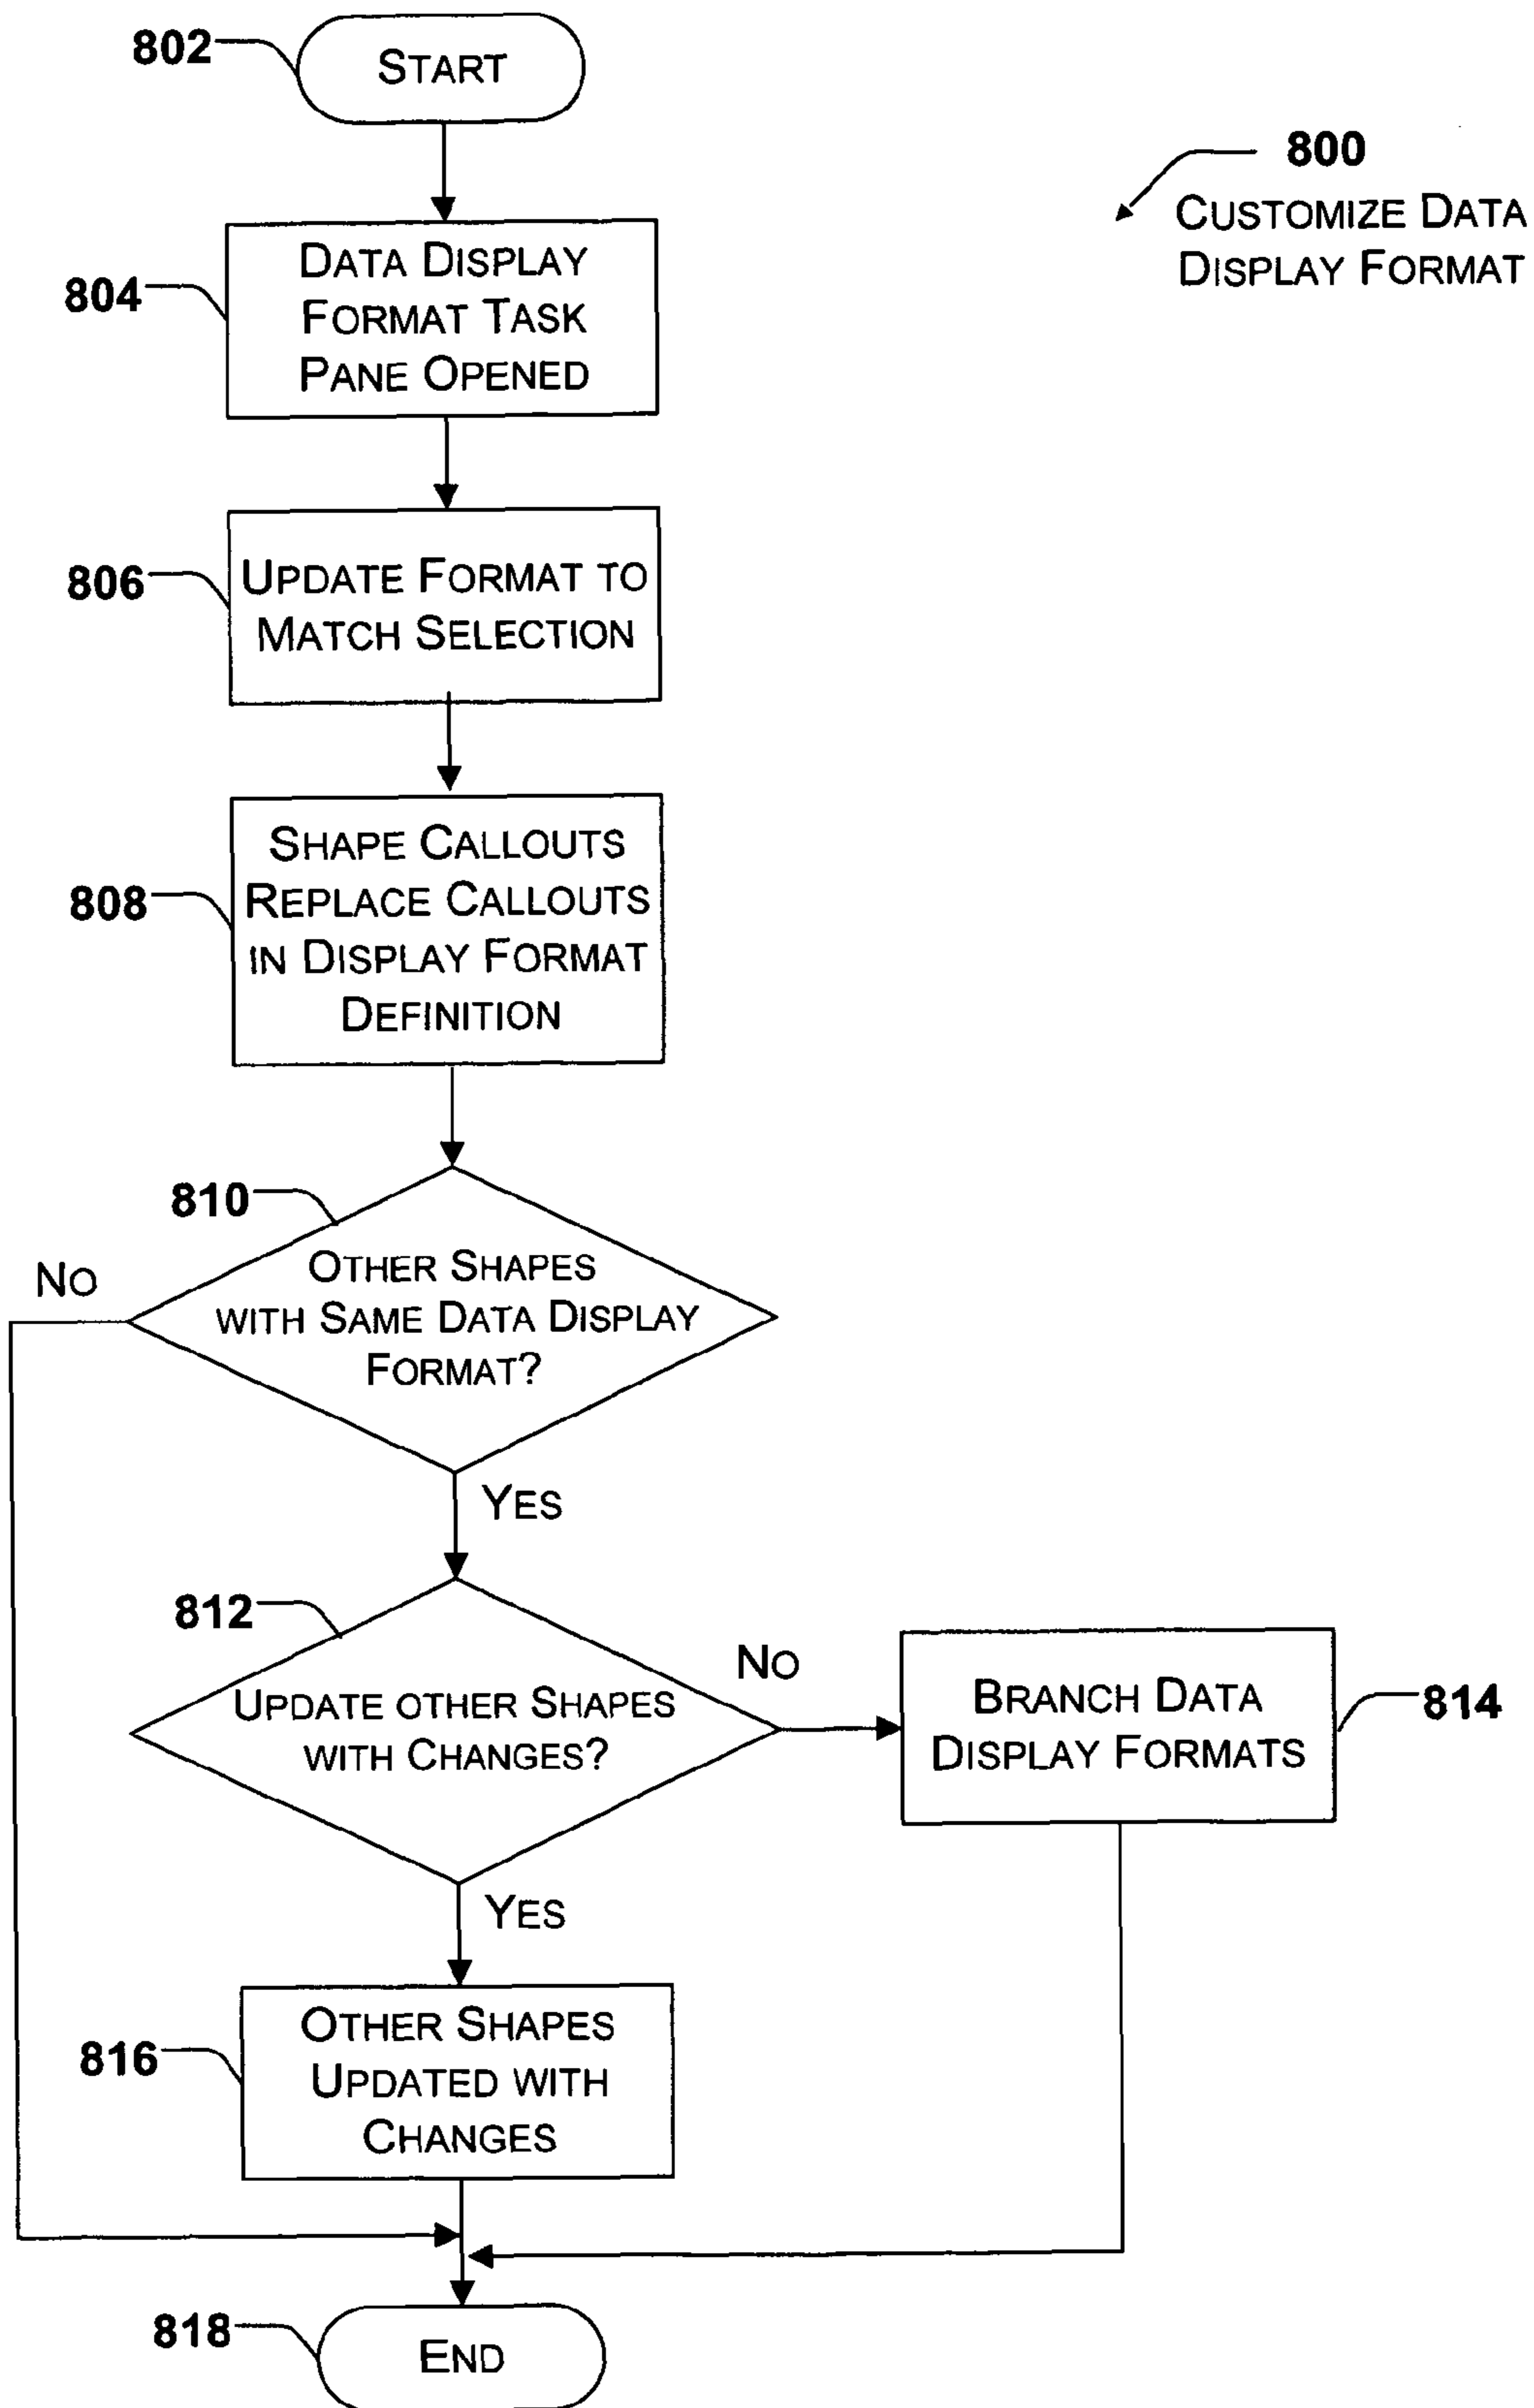 802
START
800
CUSTOMIZE DATA
DISPLAY FORMAT
804
DATA DISPLAY
FORMAT TASK
PANE OPENED
806
UPDATE FORMAT TO
MATCH SELECTION
808
SHAPE CALLOUTS
REPLACE CALLOUTS
IN DISPLAY FORMAT
DEFINITION
810
NO
OTHER SHAPES
WITH SAME DATA DISPLAY
FORMAT?
YES
812
NO
UPDATE OTHER SHAPES
WITH CHANGES?
BRANCH DATA
DISPLAY FORMATS
814
YES
816
OTHER SHAPES
UPDATED WITH
CHANGES
818
END